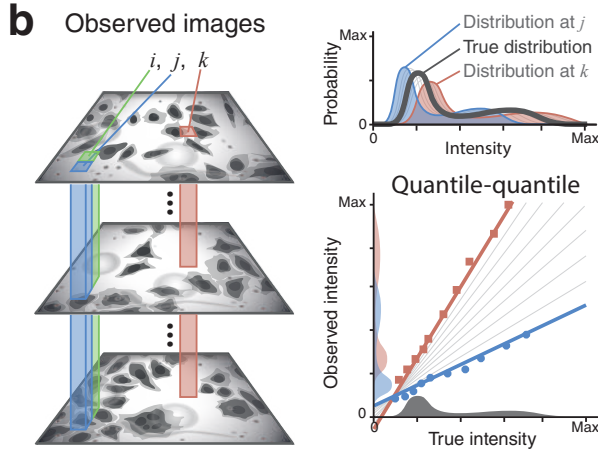 b
Observed images
i, j, k
Max
Probability
0
Intensity
Max
Distribution at j
True distribution
Distribution at k
Quantile-quantile
Max
Observed intensity
0
0
True intensity
Max